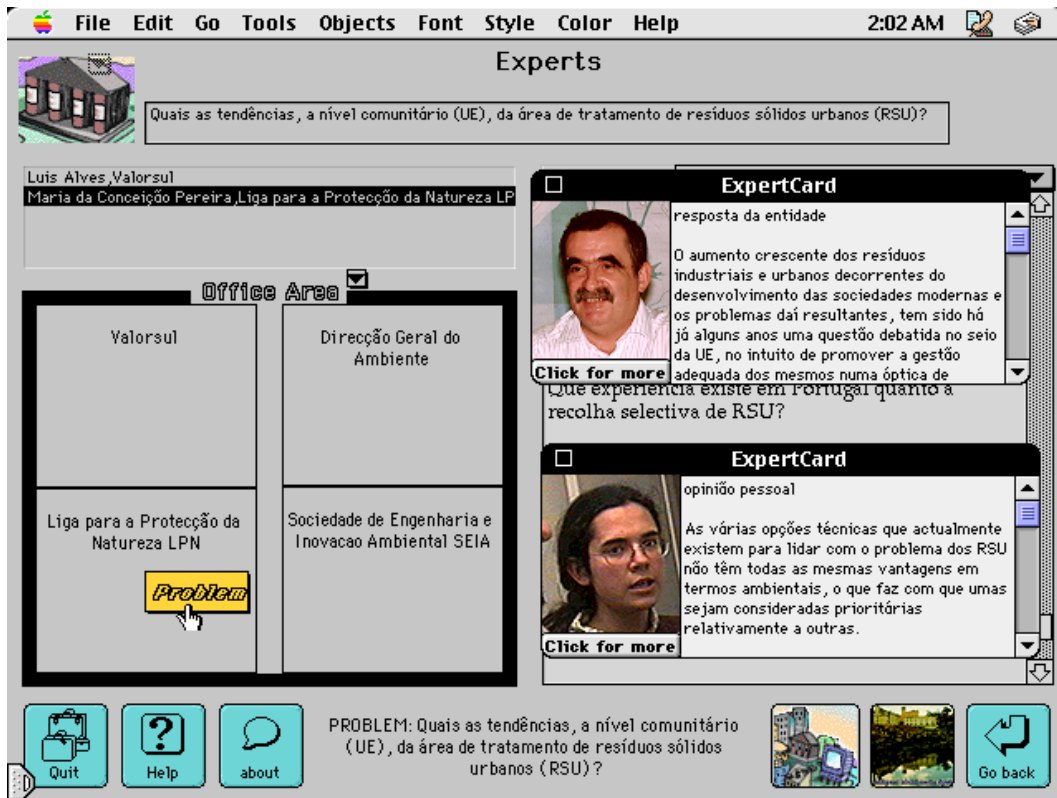 File Edit Go Tools Objects Font Style Color Help 2:02 AM
Experts
Quais as tendências, a nível comunitário (UE), da área de tratamento de resíduos sólidos urbanos (RSU)?
Luis Alves,Valorsul
Maria da Conceição Pereira,Liga para a Protecção da Natureza LP
Office Area
Valorsul
Direcção Geral do
Ambiente
Liga para a Protecção da
Natureza LPN
Problem
Sociedade de Engenharia e
Inovacao Ambiental SEIA
ExpertCard
resposta da entidade
O aumento crescente dos resíduos
industriais e urbanos decorrentes do
desenvolvimento das sociedades modernas e
os problemas daí resultantes, tem sido há
já alguns anos uma questão debatida no seio
da UE, no intuito de promover a gestão
adequada dos mesmos numa óptica de
Click for more
Que experiência existe em Portugal quanto à
recolha selectiva de RSU?
ExpertCard
opinião pessoal
As várias opções técnicas que actualmente
existem para lidar com o problema dos RSU
não têm todas as mesmas vantagens em
termos ambientais, o que faz com que umas
sejam consideradas prioritárias
relativamente a outras.
Click for more
Quit
Help
about
PROBLEM: Quais as tendências, a nível comunitário
(UE), da área de tratamento de resíduos sólidos
urbanos (RSU)?
Go back